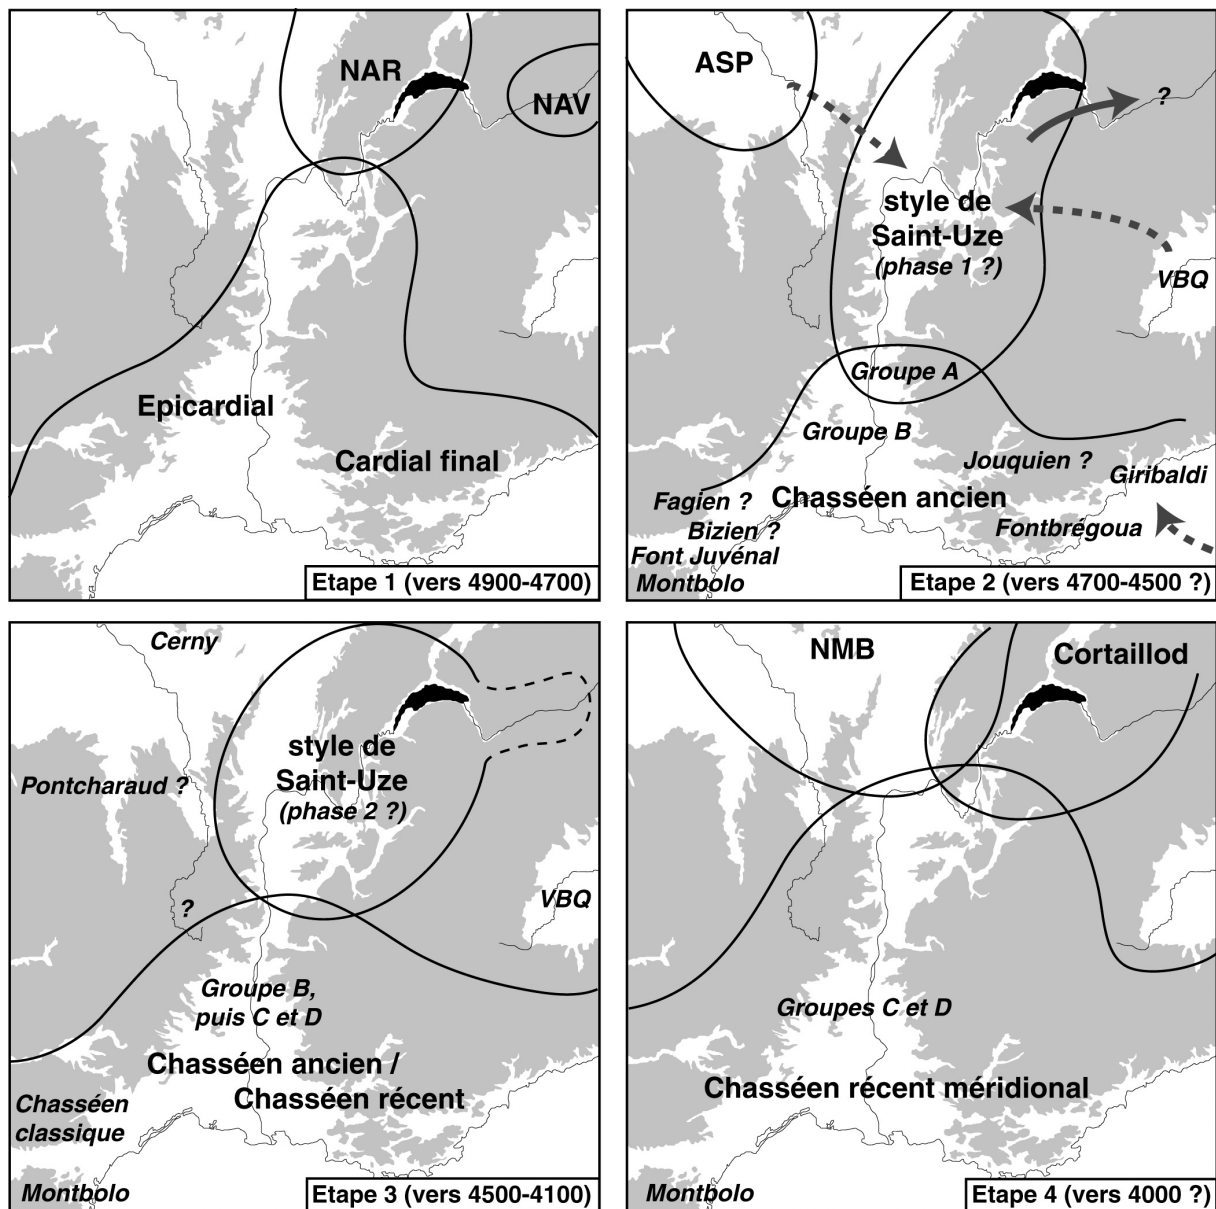 NAR
NAV
Epicardial
Cardial final
Etape 1 (vers 4900-4700)
ASP
?
style de
Saint-Uze
(phase 1 ?)
VBQ
Groupe A
Groupe B
Jouquien ?
Giribaldi
Fagien ?
Chasséen ancien
Bizien ?
Fontbrégoua
Font Juvénal
Montbolo
Etape 2 (vers 4700-4500 ?)
Cerny
style de
Saint-Uze
(phase 2 ?)
Pontcharaud ?
VBQ
?
Groupe B,
puis C et D
Chasséen ancien /
Chasséen récent
Chasséen
classique
Montbolo
Etape 3 (vers 4500-4100)
NMB
Cortaillod
Groupes C et D
Chasséen récent méridional
Montbolo
Etape 4 (vers 4000 ?)